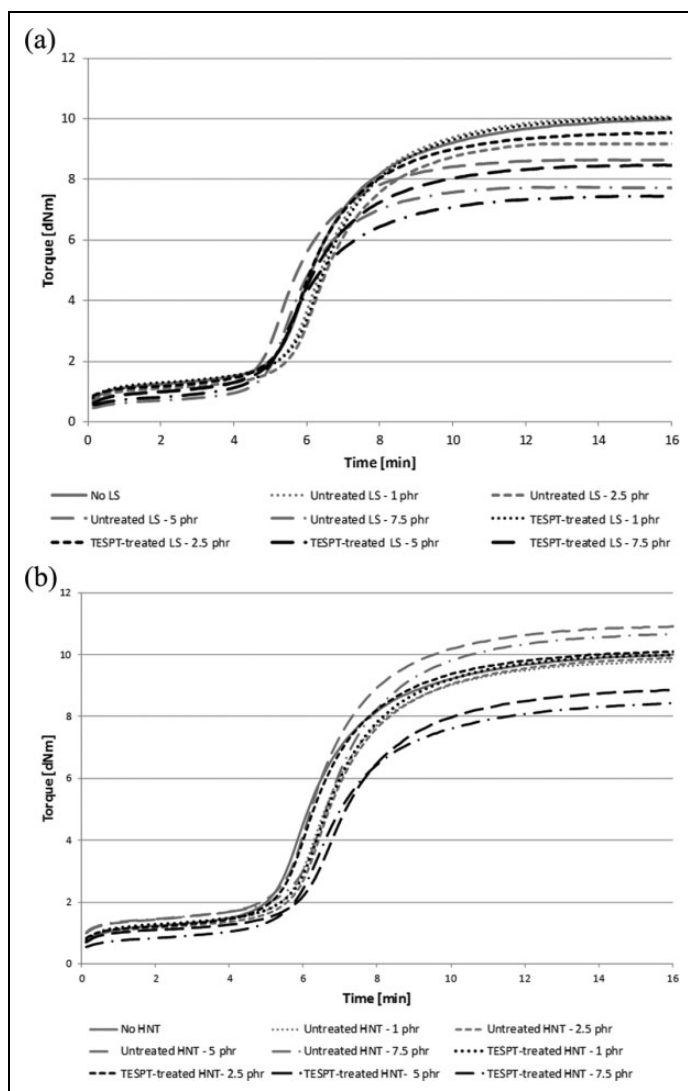 (a)
12
10
8
6
4
2
0
Torque [dNm]
0 2 4 6 8 10 12 14 16
Time [min]
No LS Untreated LS - 1 phr Untreated LS - 2.5 phr
Untreated LS - 5 phr Untreated LS - 7.5 phr TESPT-treated LS - 1 phr
TESPT-treated LS - 2.5 phr TESPT-treated LS - 5 phr TESPT-treated LS - 7.5 phr
(b)
12
10
8
6
4
2
0
Torque [dNm]
0 2 4 6 8 10 12 14 16
Time [min]
No HNT Untreated HNT - 1 phr Untreated HNT - 2.5 phr
Untreated HNT - 5 phr Untreated HNT - 7.5 phr TESPT-treated HNT - 1 phr
TESPT-treated HNT- 2.5 phr TESPT-treated HNT- 5 phr TESPT-treated HNT - 7.5 phr